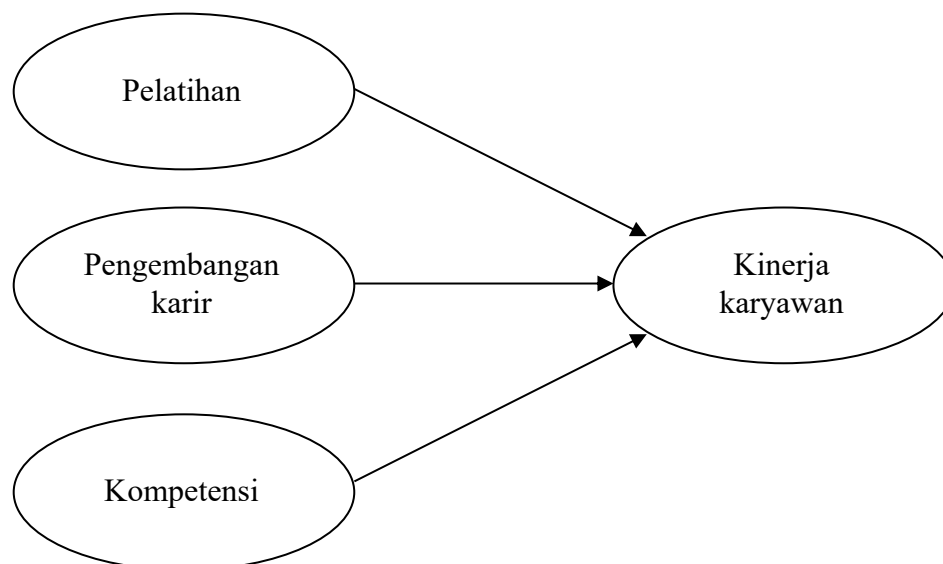 Pelatihan
Pengembangan
karir
Kompetensi
Kinerja
karyawan